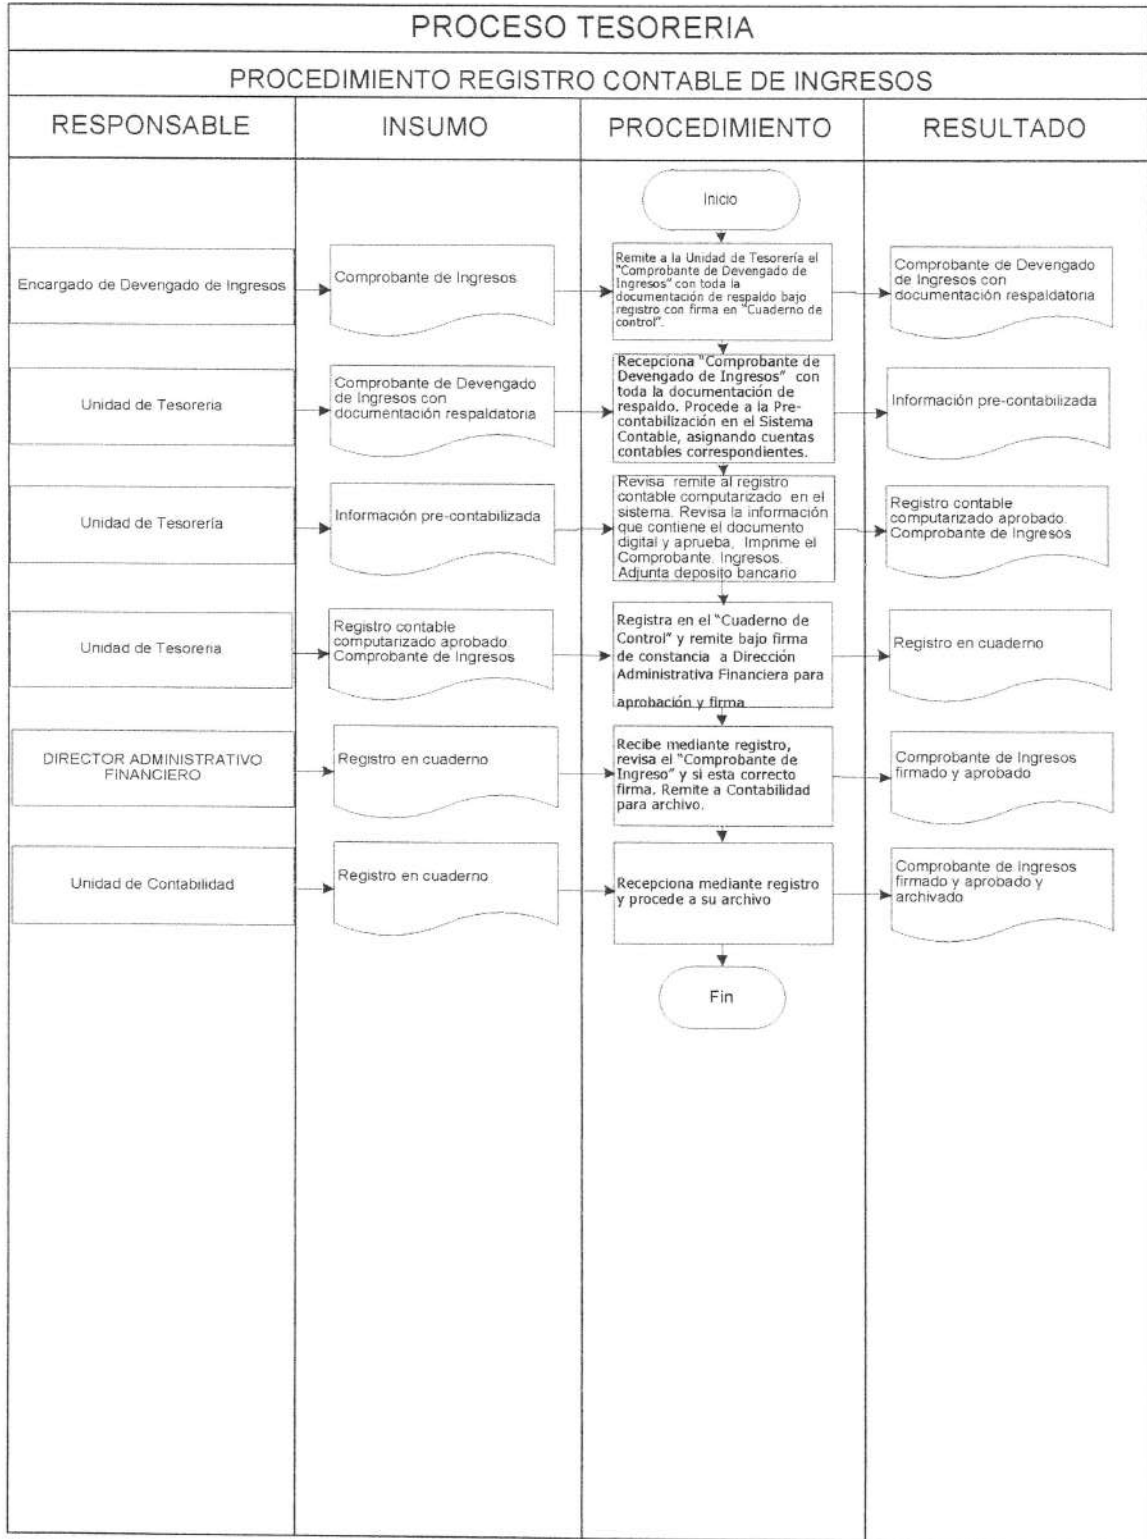 PROCESO TESORERIA
PROCEDIMIENTO REGISTRO CONTABLE DE INGRESOS
RESPONSABLE
INSUMO
PROCEDIMIENTO
RESULTADO
Inicio
Encargado de Devengado de Ingresos
Comprobante de Ingresos
Remite a la Unidad de Tesorería el
"Comprobante de Devengado de
Ingresos" con toda la
documentación de respaldo bajo
registro con firma en "Cuaderno de
control".
Comprobante de Devengado
de Ingresos con
documentación respaldatoria
Unidad de Tesoreria
Comprobante de Devengado
de Ingresos con
documentación respaldatoria
Recepciona "Comprobante de
Devengado de Ingresos" con
toda la documentación de
respaldo. Procede a la Pre-
contabilización en el Sistema
Contable, asignando cuentas
contables correspondientes.
Información pre-contabilizada
Unidad de Tesorería
Información pre-contabilizada
Revisa remite al registro
contable computarizado en el
sistema. Revisa la información
que contiene el documento
digital y aprueba, Imprime el
Comprobante. Ingresos.
Adjunta deposito bancario
Registro contable
computarizado aprobado.
Comprobante de Ingresos
Unidad de Tesoreria
Registro contable
computarizado aprobado
Comprobante de Ingresos
Registra en el "Cuaderno de
Control" y remite bajo firma
de constancia a Dirección
Administrativa Financiera para
aprobación y firma
Registro en cuaderno
DIRECTOR ADMINISTRATIVO
FINANCIERO
Registro en cuaderno
Recibe mediante registro,
revisa el "Comprobante de
Ingreso" y si esta correcto
firma. Remite a Contabilidad
para archivo.
Comprobante de Ingresos
firmado y aprobado
Unidad de Contabilidad
Registro en cuaderno
Recepciona mediante registro
y procede a su archivo
Comprobante de Ingresos
firmado y aprobado y
archivado
Fin